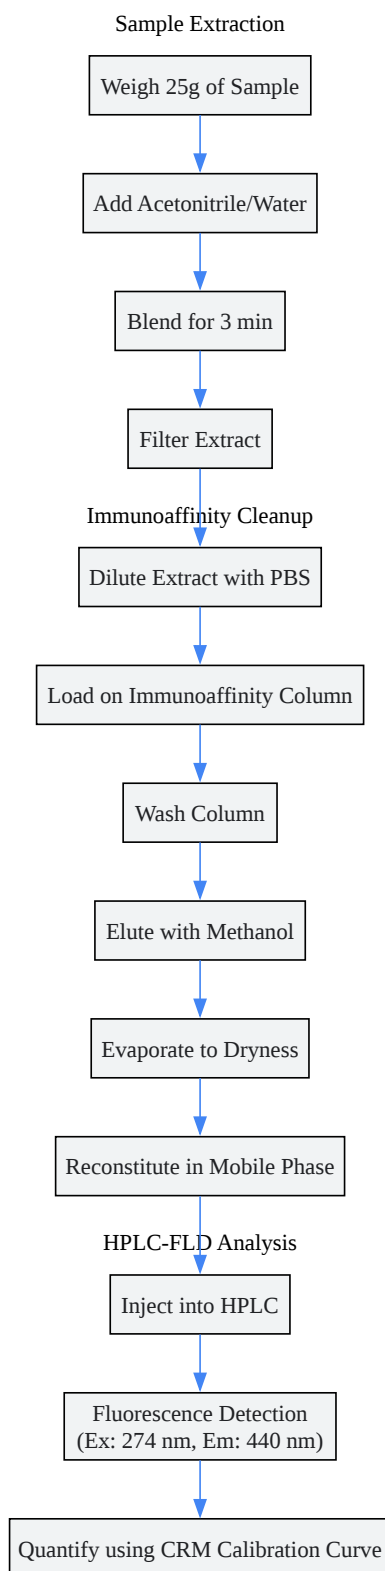 Sample Extraction
Weigh 25g of Sample
Add Acetonitrile/Water
Blend for 3 min
Filter Extract
Immunoaffinity Cleanup
Dilute Extract with PBS
Load on Immunoaffinity Column
Wash Column
Elute with Methanol
Evaporate to Dryness
Reconstitute in Mobile Phase
HPLC-FLD Analysis
Inject into HPLC
Fluorescence Detection
(Ex: 274 nm, Em: 440 nm)
Quantify using CRM Calibration Curve